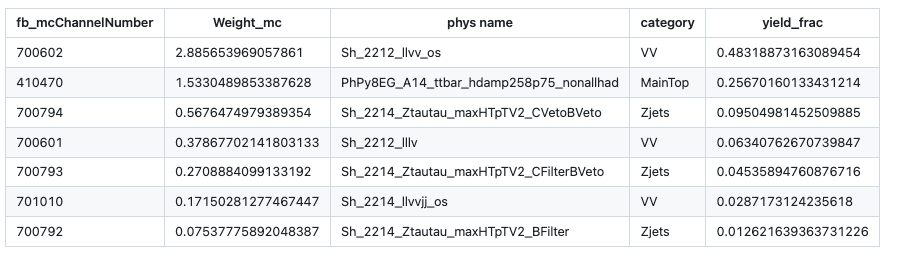 fb_mcChannelNumber Weight_mc phys name category yield_frac
700602 2.885653969057861 Sh_2212_llvv_os VV 0.48318873163089454
410470 1.5330489853387628 PhPy8EG_A14_ttbar_hdamp258p75_nonallhad MainTop 0.25670160133431214
700794 0.5676474979389354 Sh_2214_Ztautau_maxHTpTV2_CVetoBVeto Zjets 0.09504981452509885
700601 0.37867702141803133 Sh_2212_lllv VV 0.06340762670739847
700793 0.2708884099133192 Sh_2214_Ztautau_maxHTpTV2_CFilterBVeto Zjets 0.04535894760876716
701010 0.17150281277467447 Sh_2214_llvvjj_os VV 0.0287173124235618
700792 0.07537775892048387 Sh_2214_Ztautau_maxHTpTV2_BFilter Zjets 0.012621639363731226